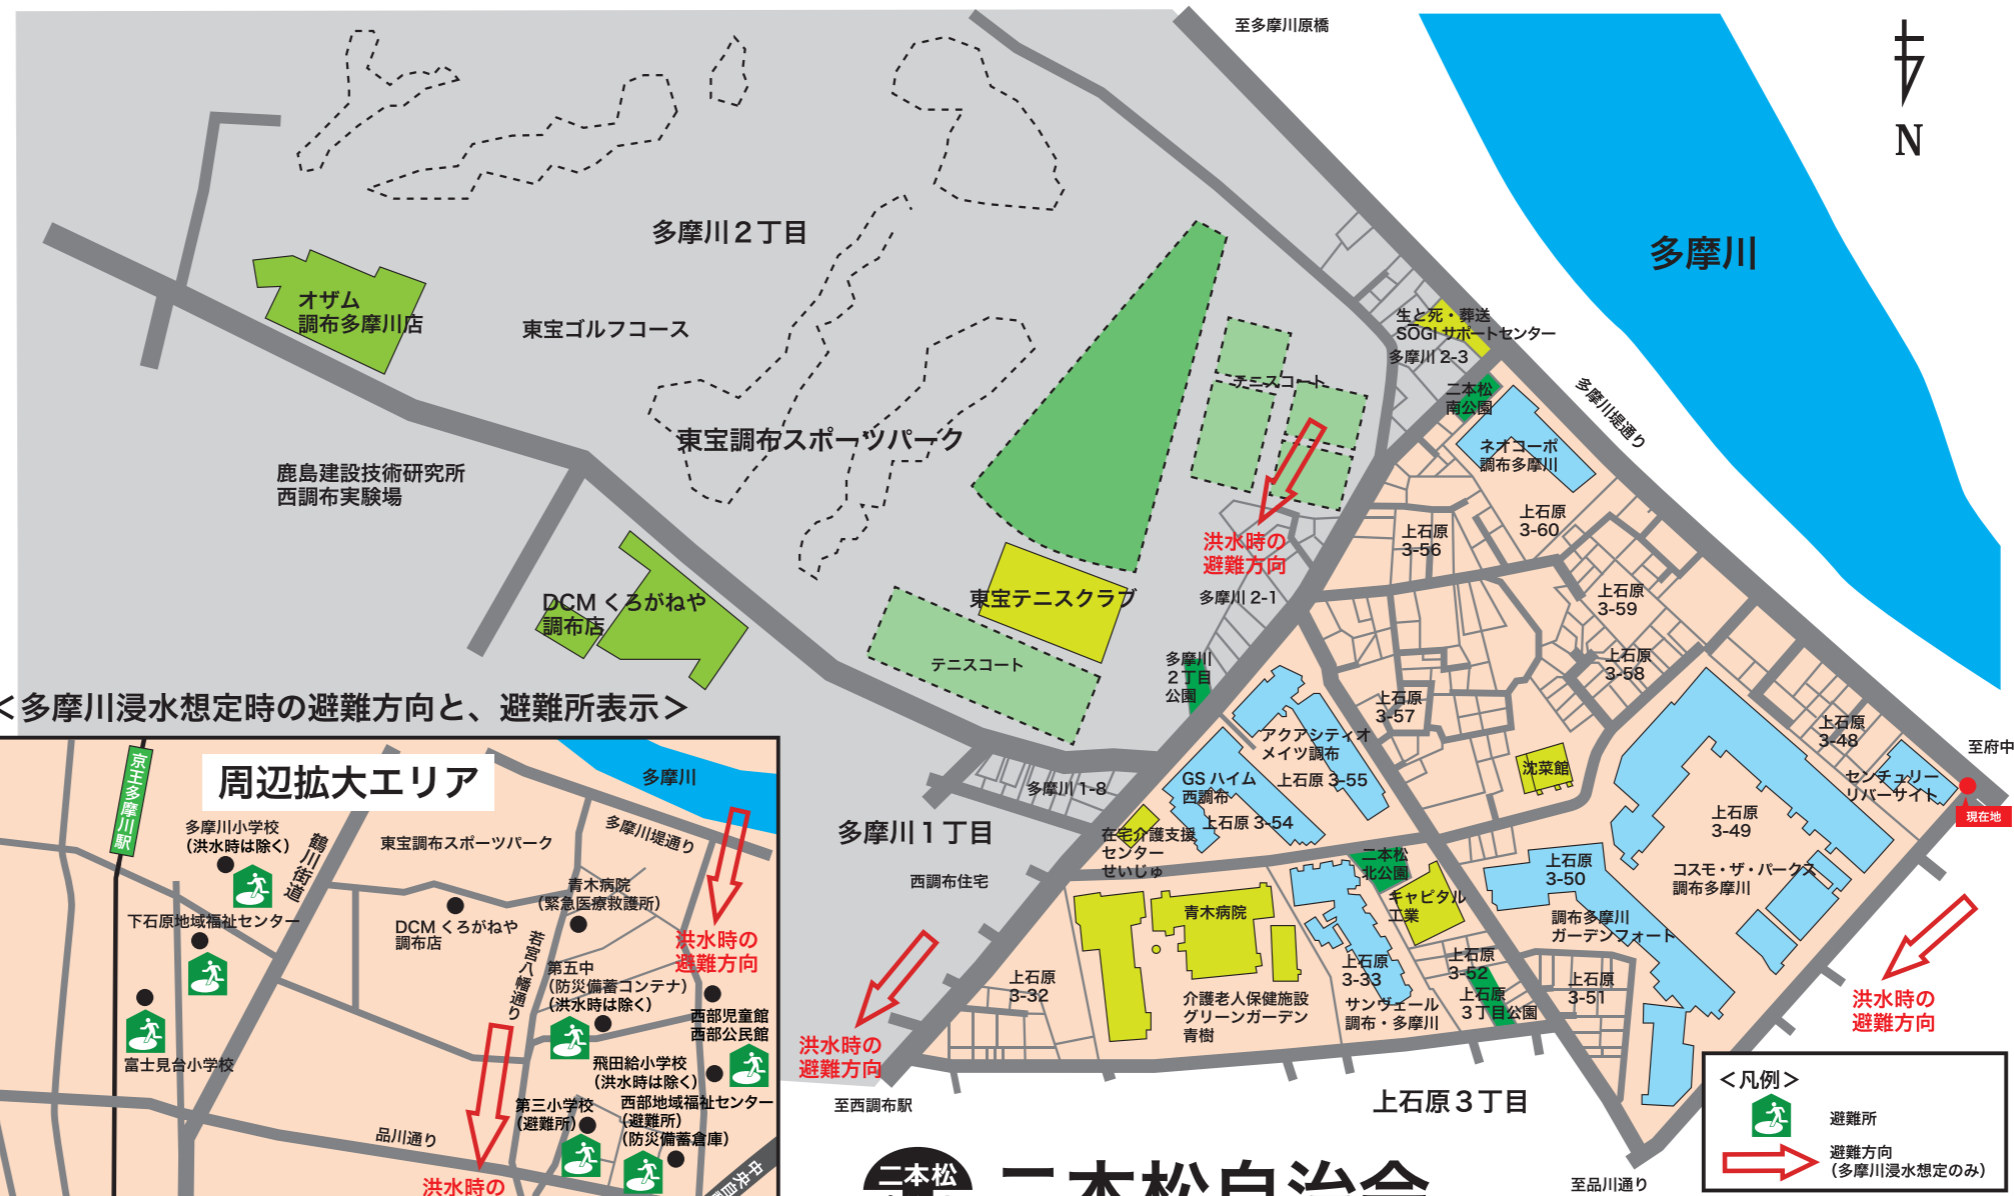 至多摩川原橋
N
多摩川
多摩川２丁目
オザム
調布多摩川店
東宝ゴルフコース
生と死・葬送
SŌGI サポートセンター
多摩川 2-3
テニスコート
二本松
南公園
多摩川堤通り
東宝調布スポーツパーク
ネオコーポ
調布多摩川
鹿島建設技術研究所
西調布実験場
上石原
3-60
上石原
3-56
洪水時の
避難方向
多摩川 2-1
DCM くろがねや
調布店
東宝テニスクラブ
上石原
3-59
テニスコート
多摩川
２丁目
公園
上石原
3-58
上石原
3-57
＜多摩川浸水想定時の避難方向と、避難所表示＞
アクアシティオ
メイツ調布
上石原 3-55
上石原
3-48
至府中
沈菜館
GS ハイム
西調布
上石原 3-54
センチュリー
リバーサイト
現在地
多摩川 1-8
多摩川１丁目
在宅介護支援
センター
せいじゅ
上石原
3-49
二本松
北公園
西調布住宅
上石原
3-50
コスモ・ザ・パークス
調布多摩川
キャピタル
工業
青木病院
調布多摩川
ガーデンフォート
上石原
3-32
上石原
3-33
上石原
3-52
上石原
3-51
介護老人保健施設
グリーンガーデン
青樹
サンヴェール
調布・多摩川
上石原
３丁目公園
洪水時の
避難方向
洪水時の
避難方向
至西調布駅
上石原３丁目
二本松
二本松自治会
至品川通り
＜凡例＞
避難所
避難方向
（多摩川浸水想定のみ）
周辺拡大エリア
京王多摩川駅
多摩川
多摩川小学校
（洪水時は除く）
鶴川街道
東宝調布スポーツパーク
多摩川堤通り
青木病院
（緊急医療救護所）
下石原地域福祉センター
DCM くろがねや
調布店
若宮八幡通り
洪水時の
避難方向
第五中
（防災備蓄コンテナ）
（洪水時は除く）
西部児童館
西部公民館
富士見台小学校
飛田給小学校
（洪水時は除く）
第三小学校
（避難所）
西部地域福祉センター
（避難所）
（防災備蓄倉庫）
品川通り
洪水時の